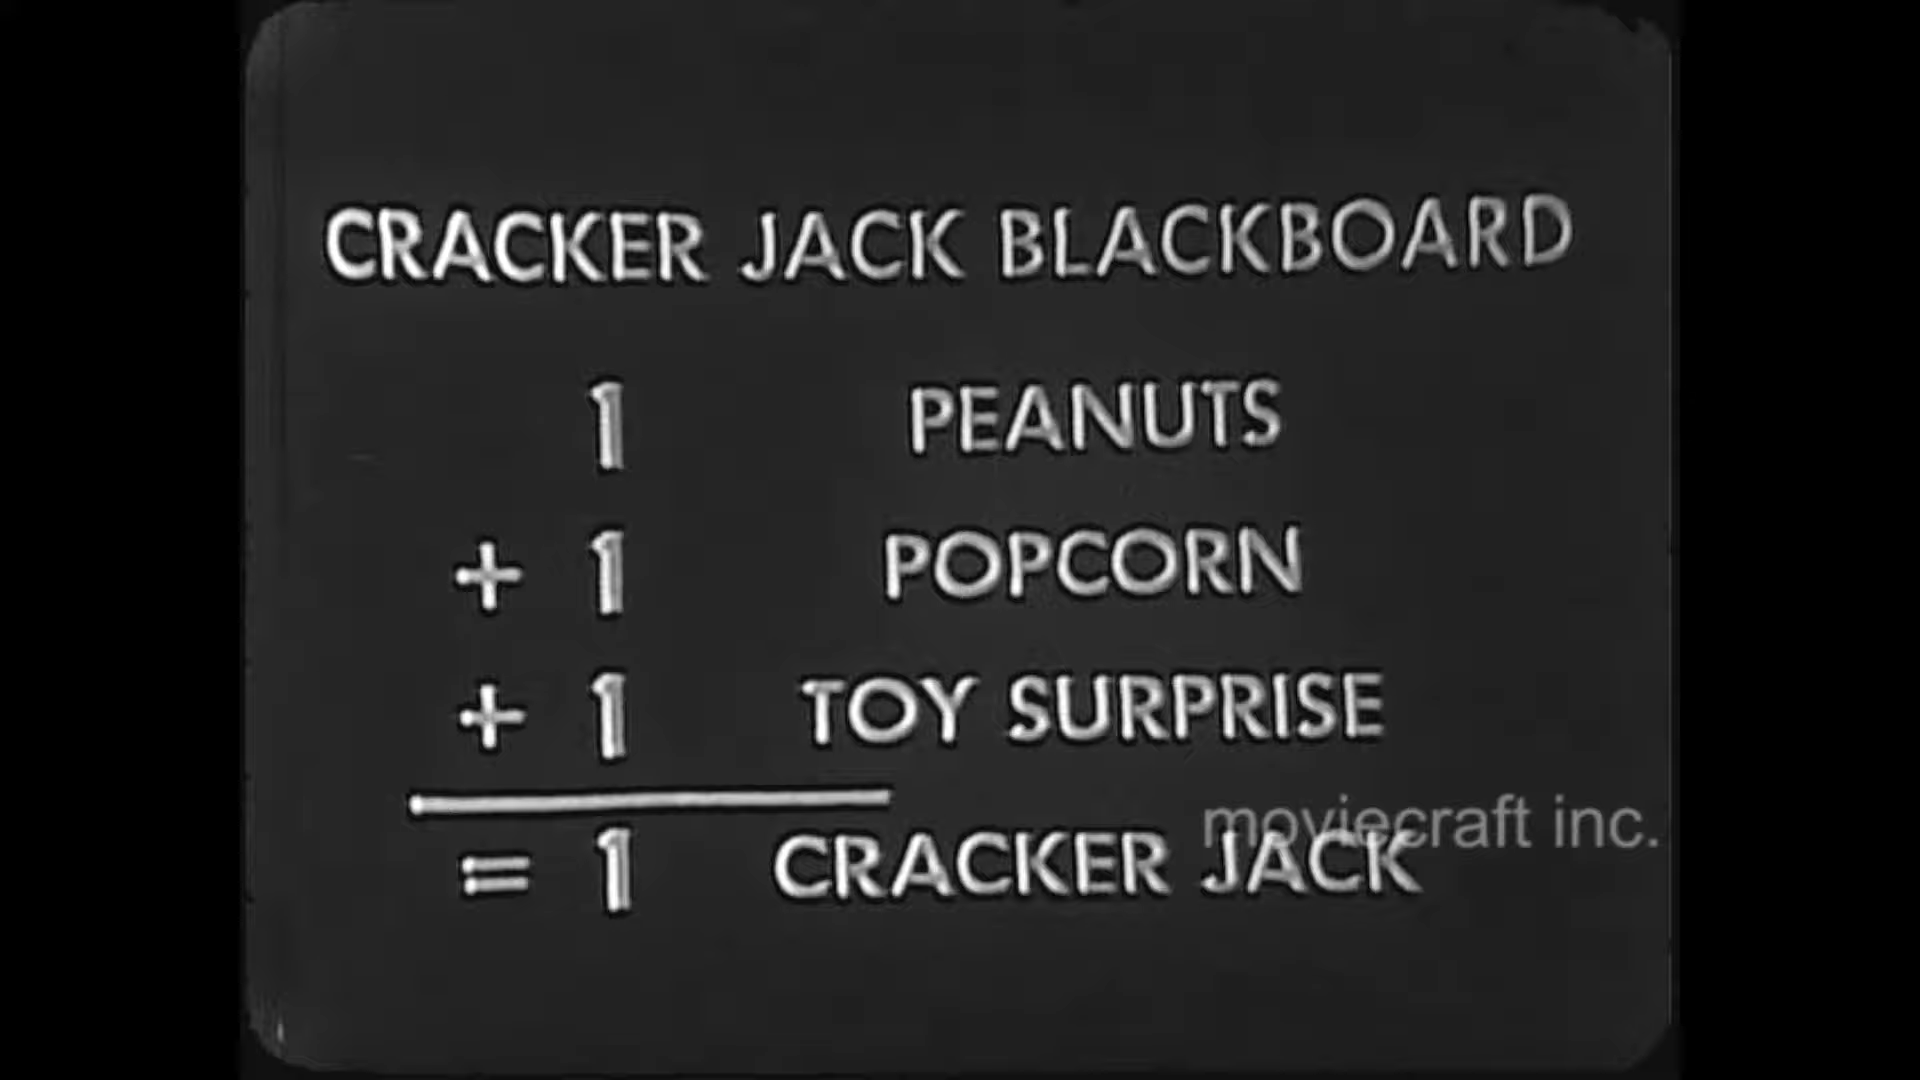 CRACKER JACK BLACKBOARD
1 PEANUTS
+ 1 POPCORN
+ 1 TOY SURPRISE
= 1 CRACKER JACK
moviecraft inc.